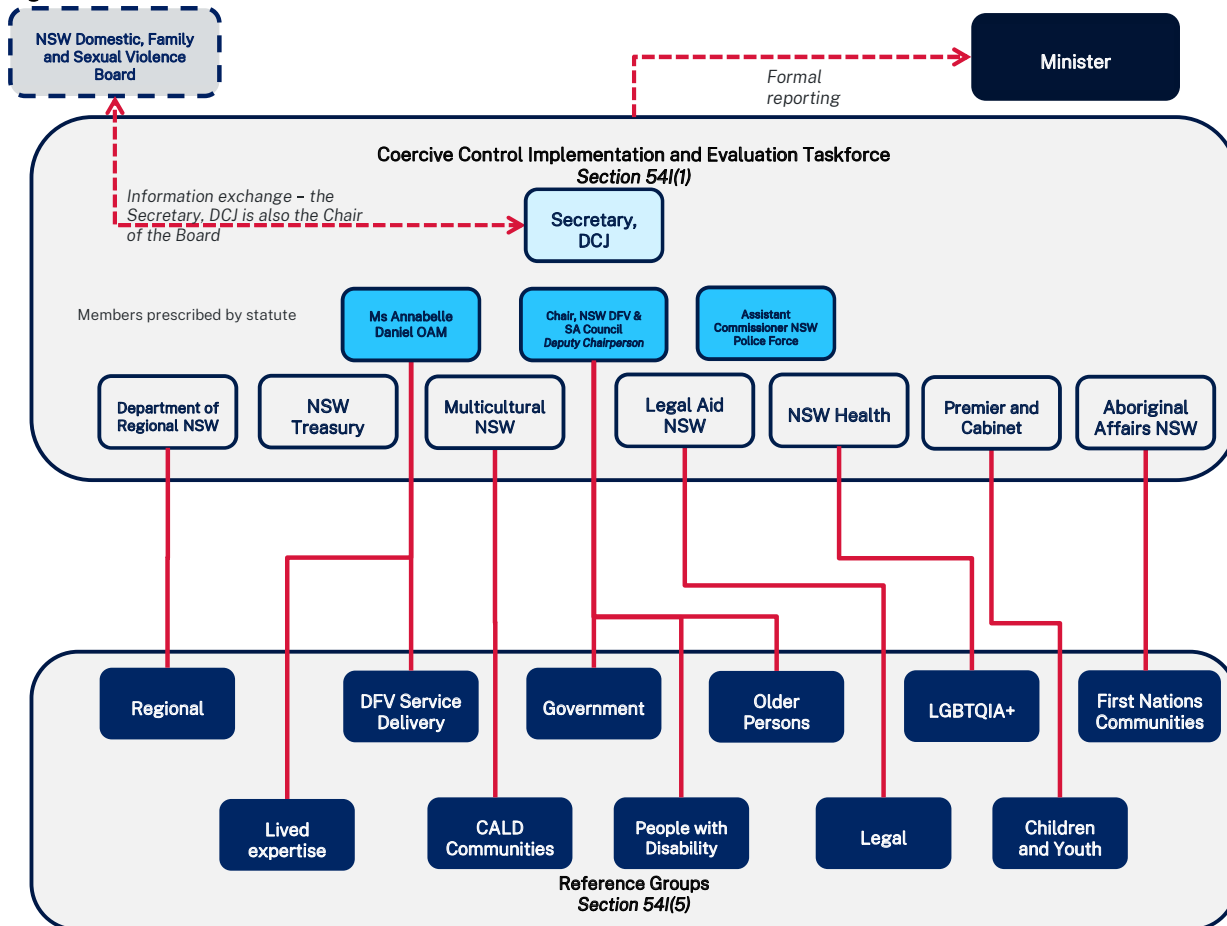 NSW Domestic, Family
and Sexual Violence
Board
Minister
Formal
reporting
Coercive Control Implementation and Evaluation Taskforce
Section 54I(1)
Information exchange – the
Secretary, DCJ is also the Chair
of the Board
Secretary,
DCJ
Members prescribed by statute
Ms Annabelle
Daniel OAM
Chair, NSW DFV &
SA Council
Deputy Chairperson
Assistant
Commissioner NSW
Police Force
Department of
Regional NSW
NSW
Treasury
Multicultural
NSW
Legal Aid
NSW
NSW Health
Premier and
Cabinet
Aboriginal
Affairs NSW
Regional
DFV Service
Delivery
Government
Older
Persons
LGBTQIA+
First Nations
Communities
Lived
expertise
CALD
Communities
People with
Disability
Legal
Children
and Youth
Reference Groups
Section 54I(5)